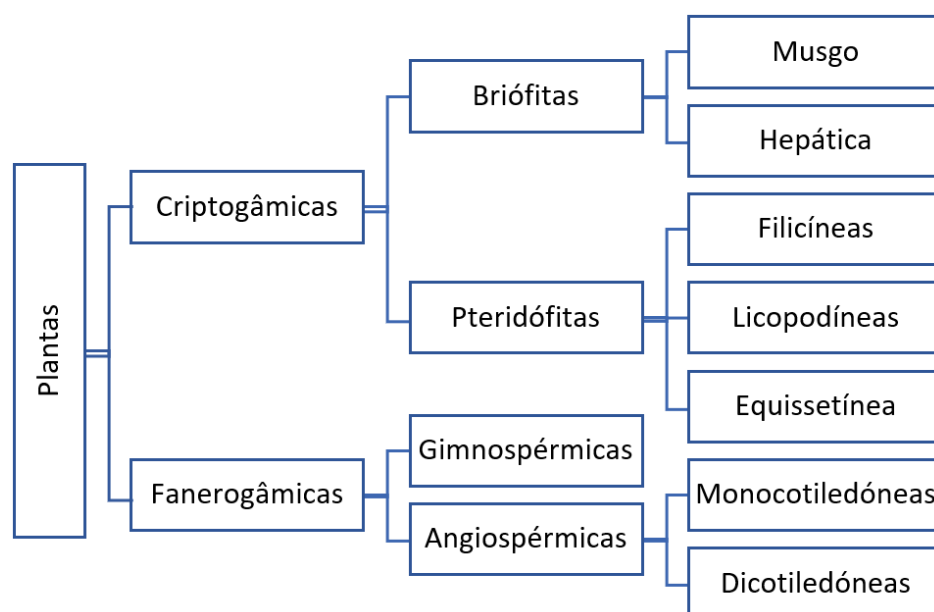 Plantas
Criptogâmicas
Briófitas
Musgo
Hepática
Pteridófitas
Filicíneas
Licopodíneas
Equissetínea
Fanerogâmicas
Gimnospérmicas
Angiospérmicas
Monocotiledóneas
Dicotiledóneas